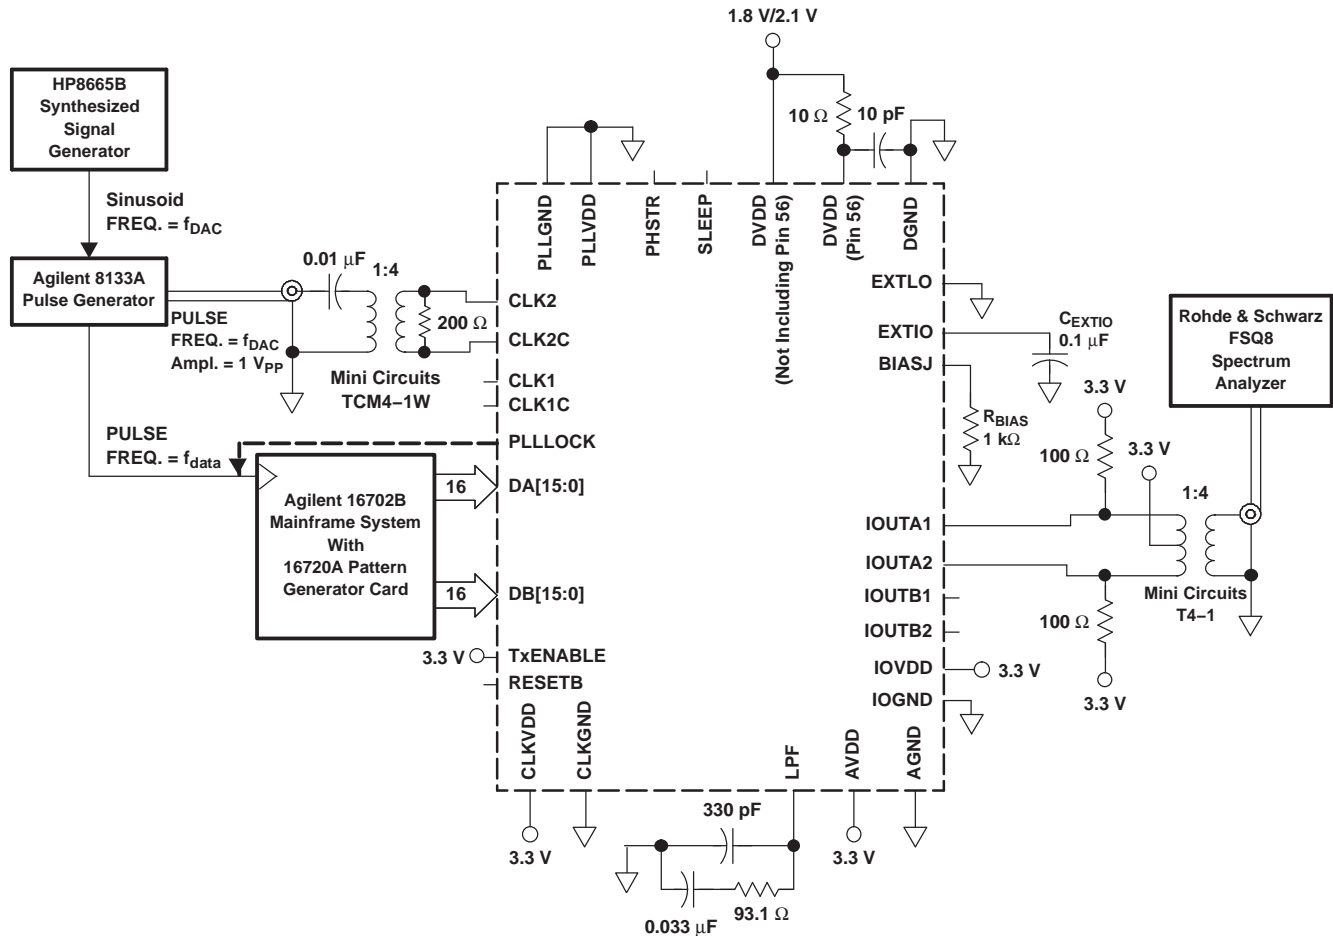 1.8 V/2.1 V
HP8665B
Synthesized
Signal
Generator
10 Ω
10 pF
Sinusoid
FREQ. = fDAC
PLLGND
PLLVDD
PHSTR
SLEEP
DVDD
(Not Including Pin 56)
DVDD
(Pin 56)
DGND
Agilent 8133A
Pulse Generator
0.01 μF
1:4
200 Ω
CLK2
CLK2C
PULSE
FREQ. = fDAC
Ampl. = 1 VPP
Mini Circuits
TCM4–1W
CLK1
CLK1C
PLLLOCK
PULSE
FREQ. = fdata
Agilent 16702B
Mainframe System
With
16720A Pattern
Generator Card
16
DA[15:0]
16
DB[15:0]
3.3 V
TxENABLE
RESETB
EXTLO
EXTIO
BIASJ
CEXTIO
0.1 μF
RBIAS
1 kΩ
Rohde & Schwarz
FSQ8
Spectrum
Analyzer
3.3 V
100 Ω
3.3 V
1:4
IOUTA1
IOUTA2
IOUTB1
IOUTB2
Mini Circuits
T4–1
100 Ω
3.3 V
IOVDD
3.3 V
IOGND
CLKVDD
CLKGND
LPF
AVDD
AGND
3.3 V
330 pF
3.3 V
0.033 μF
93.1 Ω